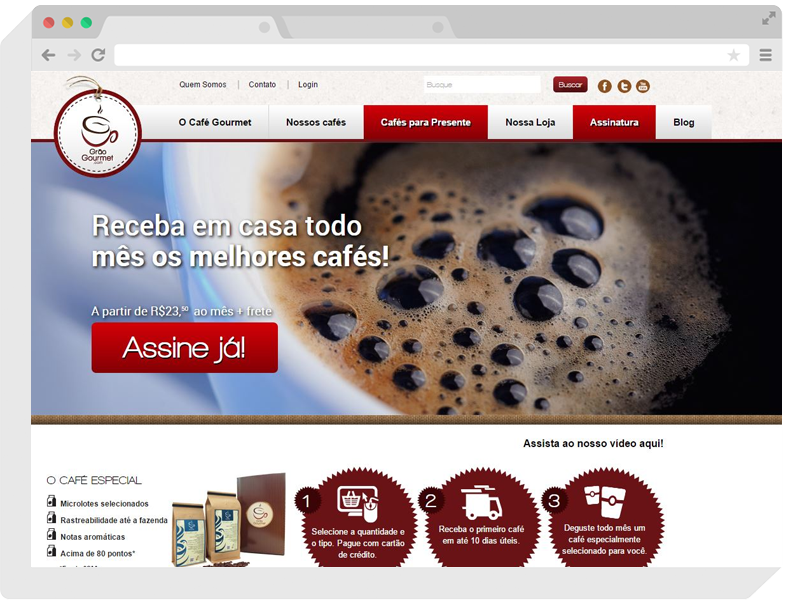 Quem Somos | Contato | Login
Busque
Buscar
Grão
Gourmet
.com
O Café Gourmet
Nossos cafés
Cafés para Presente
Nossa Loja
Assinatura
Blog
Receba em casa todo
mês os melhores cafés!
A partir de R$23,50 ao mês + frete
Assine já!
Assista ao nosso vídeo aqui!
O CAFÉ ESPECIAL
Microlotes selecionados
Rastreabilidade até a fazenda
Notas aromáticas
Acima de 80 pontos*
1
Selecione a quantidade e
o tipo. Pague com cartão
de crédito.
2
Receba o primeiro café
em até 10 dias úteis.
3
Deguste todo mês um
café especialmente
selecionado para você.